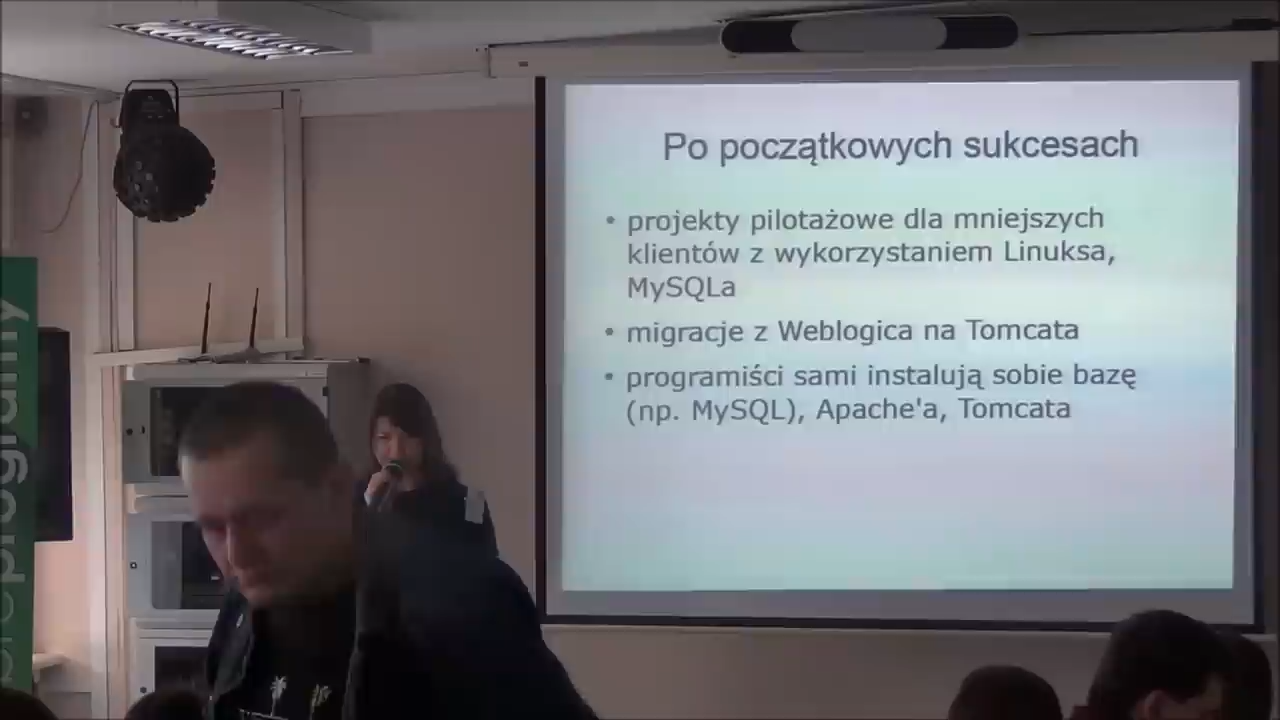 Po początkowych sukcesach
• projekty pilotażowe dla mniejszych
klientów z wykorzystaniem Linuksa,
MySQLa
• migracje z Weblogica na Tomcata
• programiści sami instalują sobie bazę
(np. MySQL), Apache'a, Tomcata
programy